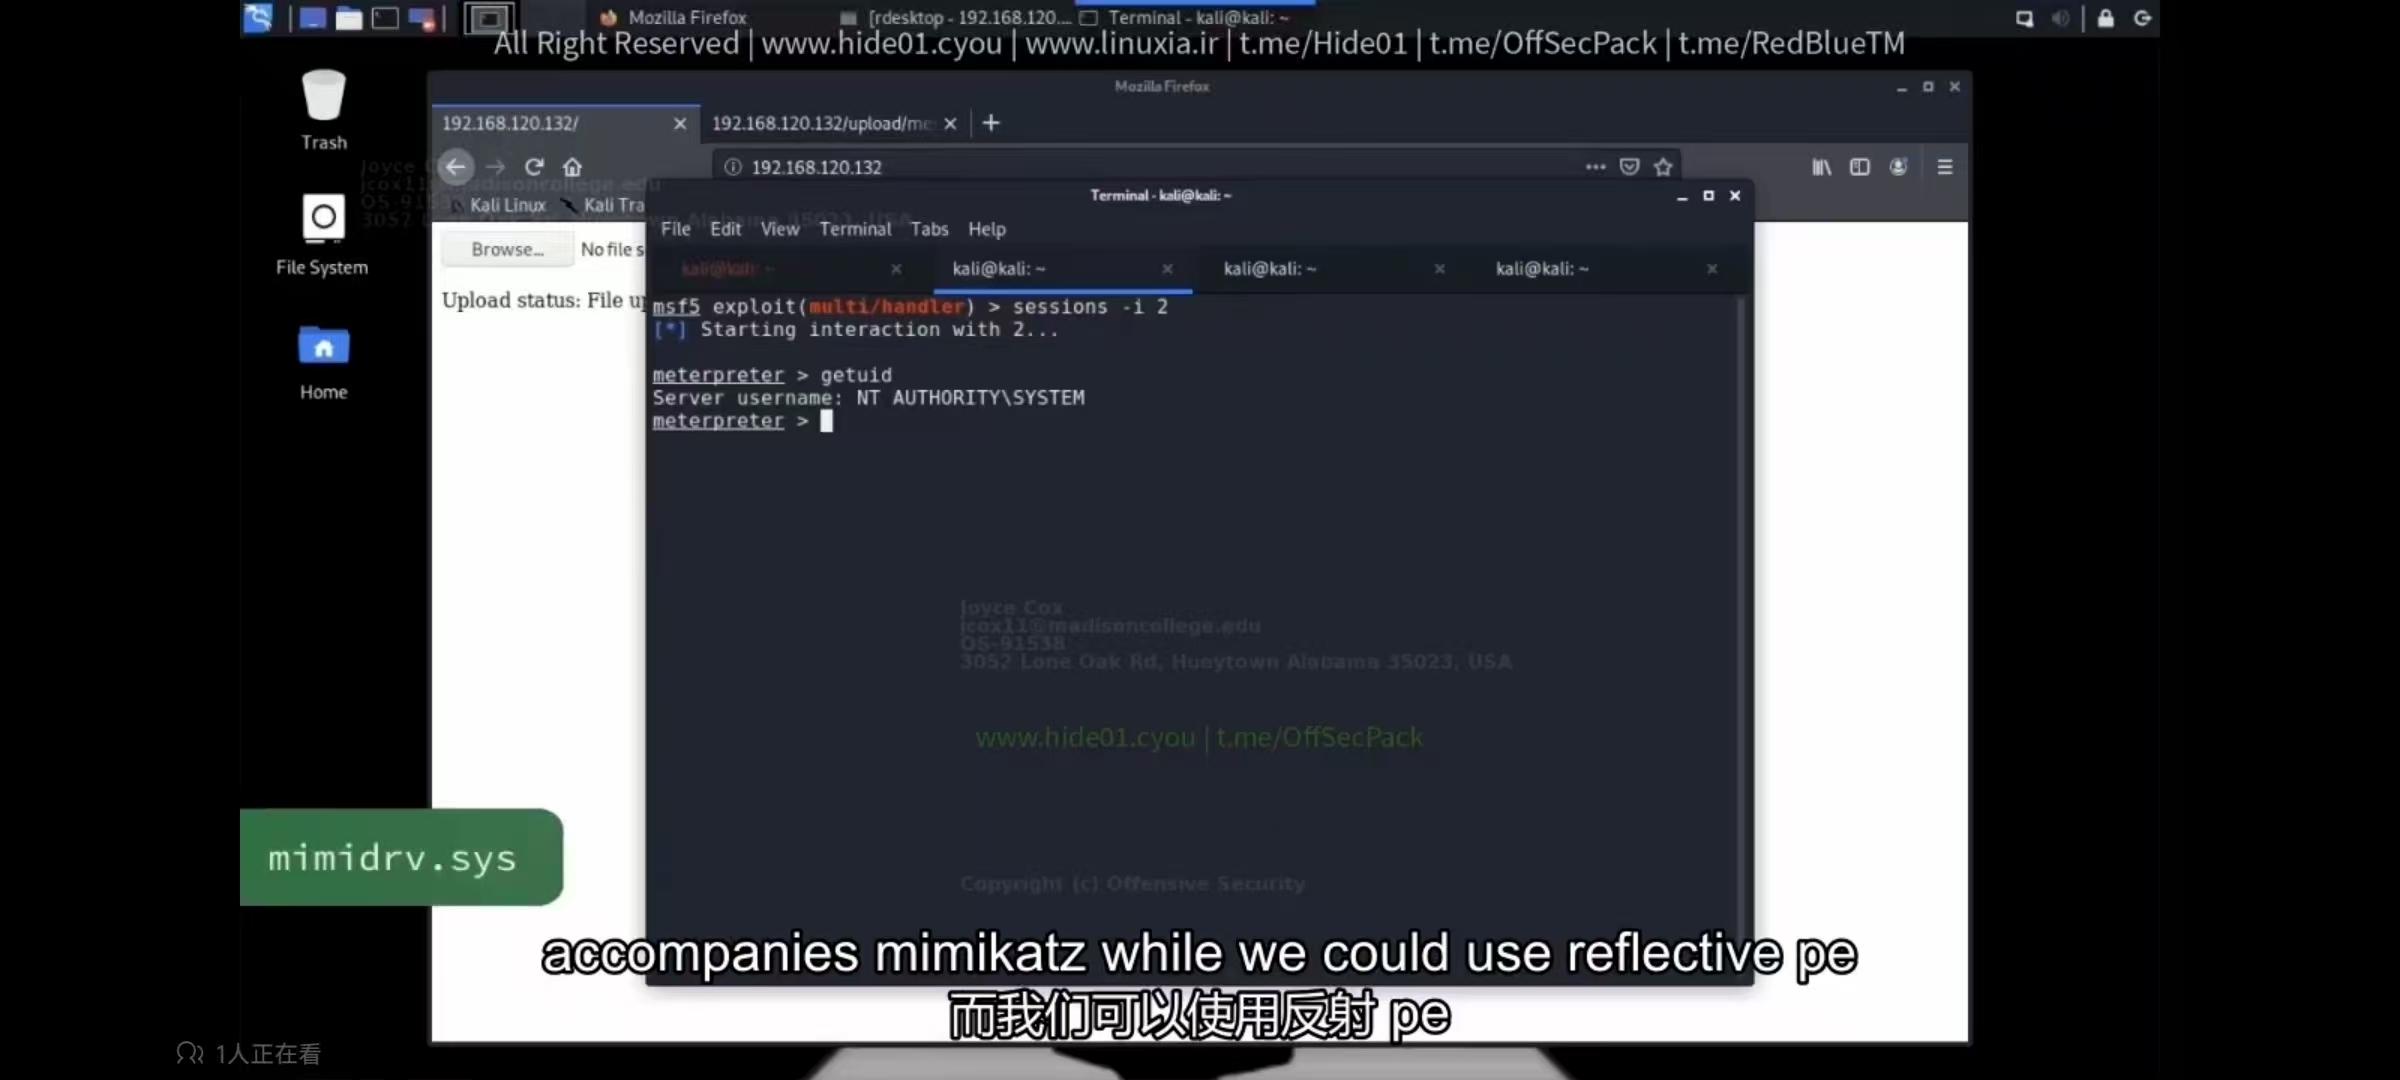 Mozilla Firefox
[rdesktop - 192.168.120....
Terminal - kali@kali: ~
All Right Reserved | www.hide01.cyou | www.linuxia.ir | t.me/Hide01 | t.me/OffSecPack | t.me/RedBlueTM
Mozilla Firefox
Trash
192.168.120.132/
192.168.120.132/upload/me
192.168.120.132
Kali Linux
Kali Tra
File System
Browse...
No file s
Upload status: File up
Home
Terminal - kali@kali: ~
File Edit View Terminal Tabs Help
kali@kali: ~
kali@kali: ~
kali@kali: ~
kali@kali: ~
msf5 exploit(multi/handler) > sessions -i 2
[*] Starting interaction with 2...
meterpreter > getuid
Server username: NT AUTHORITY\SYSTEM
meterpreter >
Joyce Cox
jcox11@madisoncollege.edu
OS-91538
3052 Lone Oak Rd, Hueytown Alabama 35023, USA
www.hide01.cyou | t.me/OffSecPack
mimidrv.sys
Copyright (c) Offensive Security
accompanies mimikatz while we could use reflective pe
而我们可以使用反射 pe
1人正在看